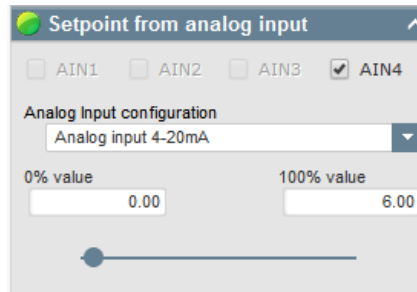 Setpoint from analog input
AIN1 AIN2 AIN3 AIN4
Analog Input configuration
Analog input 4-20mA
0% value 100% value
0.00 6.00